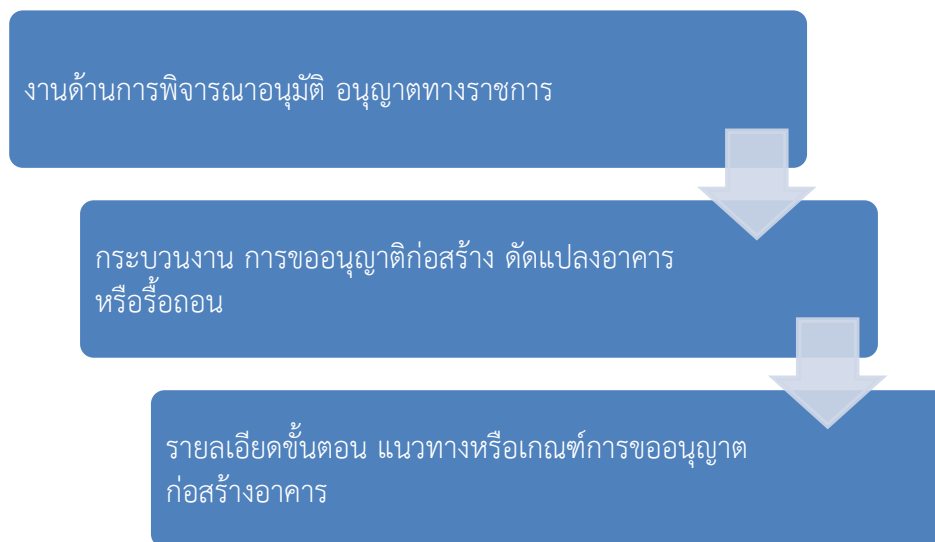 งานด้านการพิจารณาอนุมัติ อนุญาตทางราชการ
กระบวนงาน การขออนุญาติก่อสร้าง ดัดแปลงอาคาร
หรือรื้อถอน
รายลเอียดขั้นตอน แนวทางหรือเกณฑ์การขออนุญาต
ก่อสร้างอาคาร